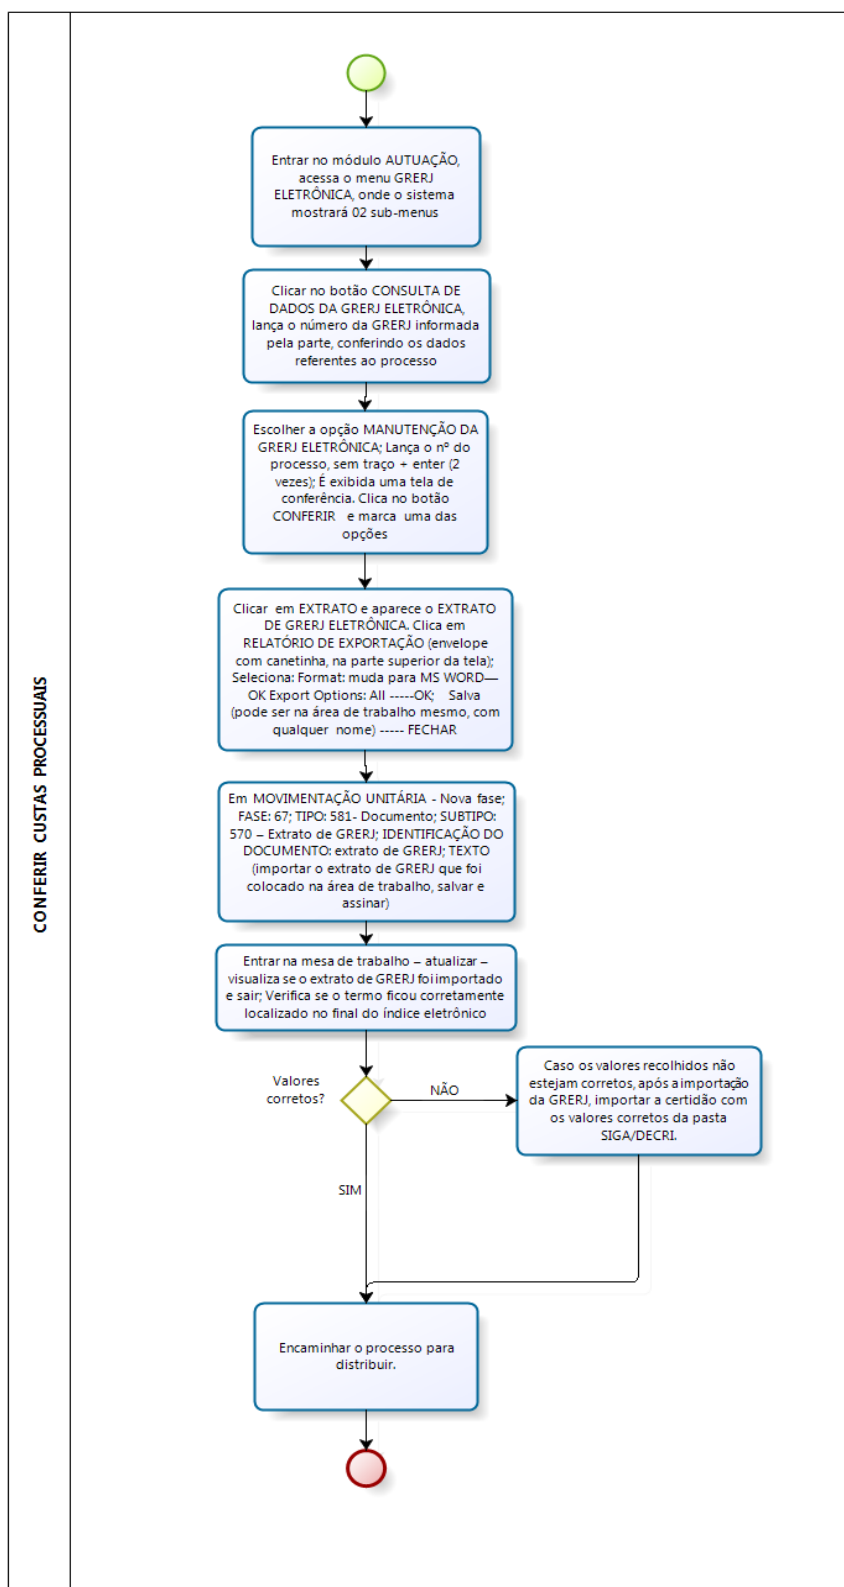 CONFERIR CUSTAS PROCESSUAIS
Entrar no módulo AUTUAÇÃO,
acessa o menu GRERJ
ELETRÔNICA, onde o sistema
mostrará 02 sub-menus
Clicar no botão CONSULTA DE
DADOS DA GRERJ ELETRÔNICA,
lança o número da GRERJ informada
pela parte, conferindo os dados
referentes ao processo
Escolher a opção MANUTENÇÃO DA
GRERJ ELETRÔNICA; Lança o nº do
processo, sem traço + enter (2
vezes); É exibida uma tela de
conferência. Clica no botão
CONFERIR e marca uma das
opções
Clicar em EXTRATO e aparece o EXTRATO
DE GRERJ ELETRÔNICA. Clica em
RELATÓRIO DE EXPORTAÇÃO (envelope
com canetinha, na parte superior da tela);
Seleciona: Format: muda para MS WORD—
OK Export Options: All -----OK; Salva
(pode ser na área de trabalho mesmo, com
qualquer nome) ----- FECHAR
Em MOVIMENTAÇÃO UNITÁRIA - Nova fase;
FASE: 67; TIPO: 581- Documento; SUBTIPO:
570 – Extrato de GRERJ; IDENTIFICAÇÃO DO
DOCUMENTO: extrato de GRERJ; TEXTO
(importar o extrato de GRERJ que foi
colocado na área de trabalho, salvar e
assinar)
Entrar na mesa de trabalho – atualizar –
visualiza se o extrato de GRERJ foi importado
e sair; Verifica se o termo ficou corretamente
localizado no final do índice eletrônico
Valores
corretos?
NÃO
Caso os valores recolhidos não
estejam corretos, após a importação
da GRERJ, importar a certidão com
os valores corretos da pasta
SIGA/DECRI.
SIM
Encaminhar o processo para
distribuir.